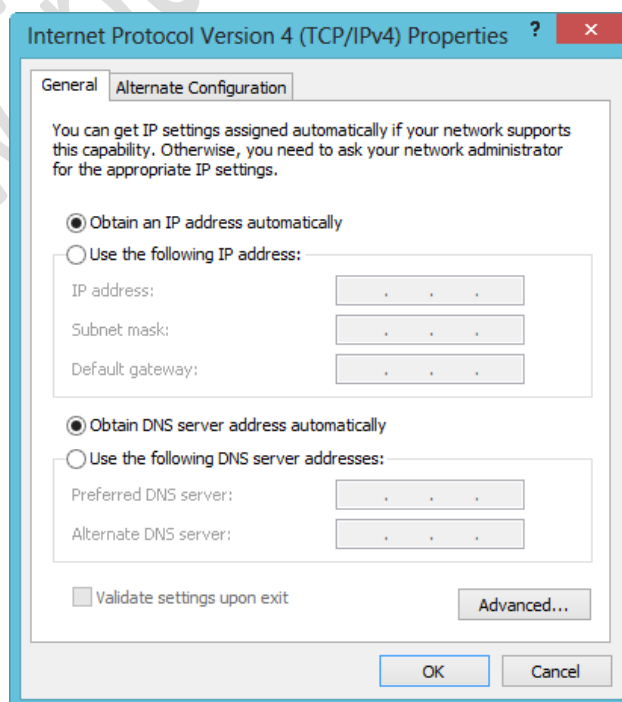 Internet Protocol Version 4 (TCP/IPv4) Properties ? ×
General Alternate Configuration
You can get IP settings assigned automatically if your network supports
this capability. Otherwise, you need to ask your network administrator
for the appropriate IP settings.
Obtain an IP address automatically
Use the following IP address:
IP address: . . .
Subnet mask: . . .
Default gateway: . . .
Obtain DNS server address automatically
Use the following DNS server addresses:
Preferred DNS server: . . .
Alternate DNS server: . . .
Validate settings upon exit
Advanced...
OK Cancel